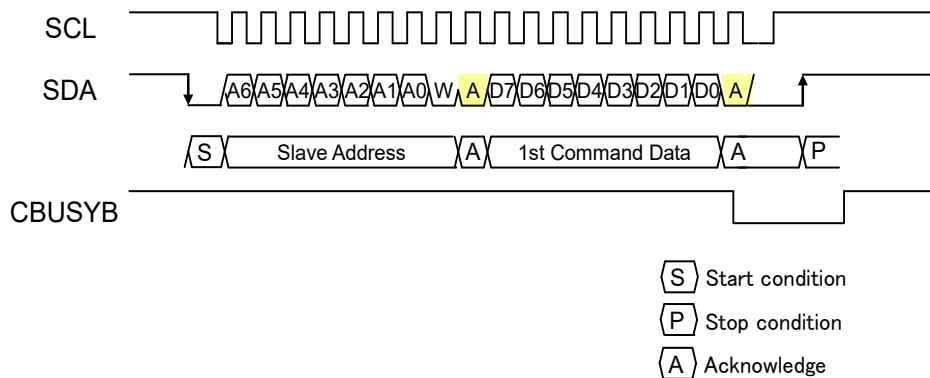 SCL
SDA A6 A5 A4 A3 A2 A1 A0 W A D7 D6 D5 D4 D3 D2 D1 D0 A
S Slave Address A 1st Command Data A P
CBUSYB
S Start condition
P Stop condition
A Acknowledge